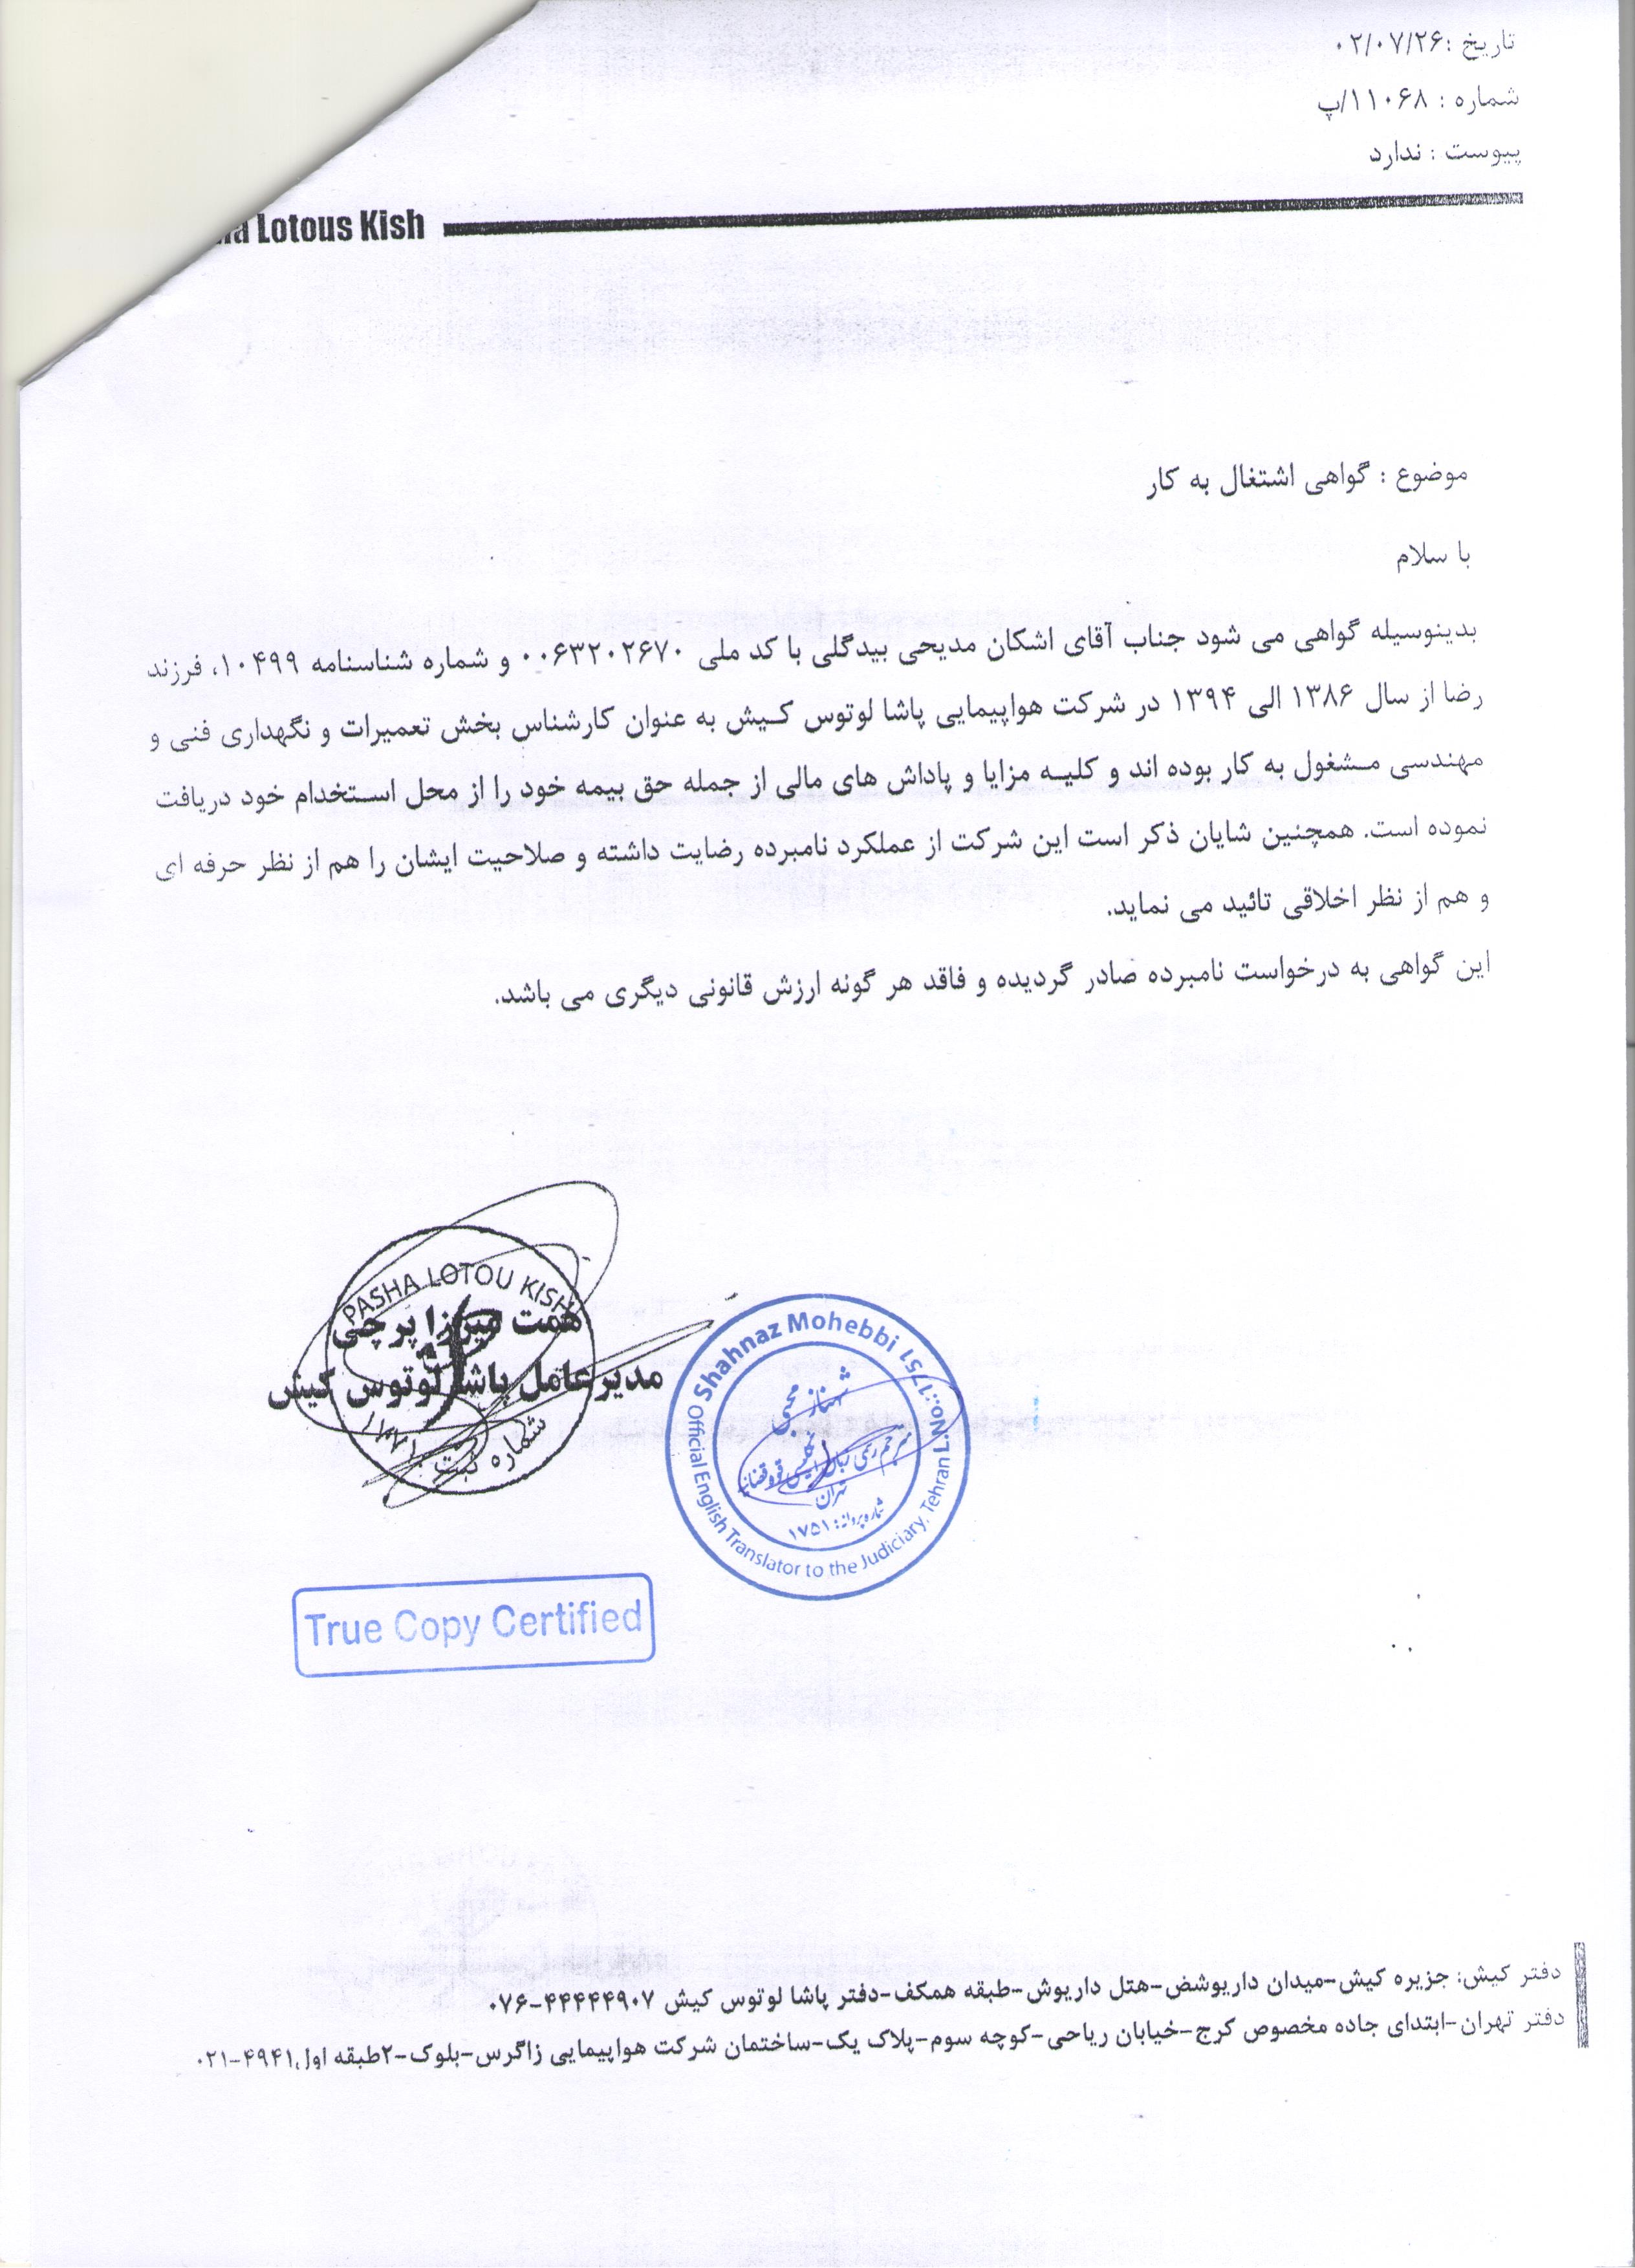 تاریخ :۰۲/۰۷/۲۶
شماره : ۱۱۰۶۸/پ
پیوست : ندارد
Lotous Kish
موضوع : گواهی اشتغال به کار
با سلام
بدینوسیله گواهی می شود جناب آقای اشکان مدیحی بیدگلی با کد ملی ۰۰۶۳۲۰۲۶۷۰ و شماره شناسنامه ۱۰۴۹۹، فرزند
رضا از سال ۱۳۸۶ الی ۱۳۹۴ در شرکت هواپیمایی پاشا لوتوس کیش به عنوان کارشناس بخش تعمیرات و نگهداری فنی و
مهندسی مشغول به کار بوده اند و کلیه مزایا و پاداش های مالی از جمله حق بیمه خود را از محل استخدام خود دریافت
نموده است. همچنین شایان ذکر است این شرکت از عملکرد نامبرده رضایت داشته و صلاحیت ایشان را هم از نظر حرفه ای
و هم از نظر اخلاقی تائید می نماید.
این گواهی به درخواست نامبرده صادر گردیده و فاقد هر گونه ارزش قانونی دیگری می باشد.
PASHA LOTOU KISH
همت میرزا پرچی
مدیرعامل پاشا لوتوس کیش
شماره ثبت
Shahnaz Mohebbi
Official English Translator to the Judiciary, Tehran L.No.:1751
شهناز محبی
مترجم رسمی زبان انگلیسی قوه قضائیه
تهران
شماره پروانه: ۱۷۵۱
True Copy Certified
دفتر کیش: جزیره کیش-میدان داریوشض-هتل داریوش-طبقه همکف-دفتر پاشا لوتوس کیش ۰۷۶-۴۴۴۴۴۹۰۷
دفتر تهران-ابتدای جاده مخصوص کرج-خیابان ریاحی-کوچه سوم-پلاک یک-ساختمان شرکت هواپیمایی زاگرس-بلوک-۲طبقه اول،۰۲۱-۴۹۴۱